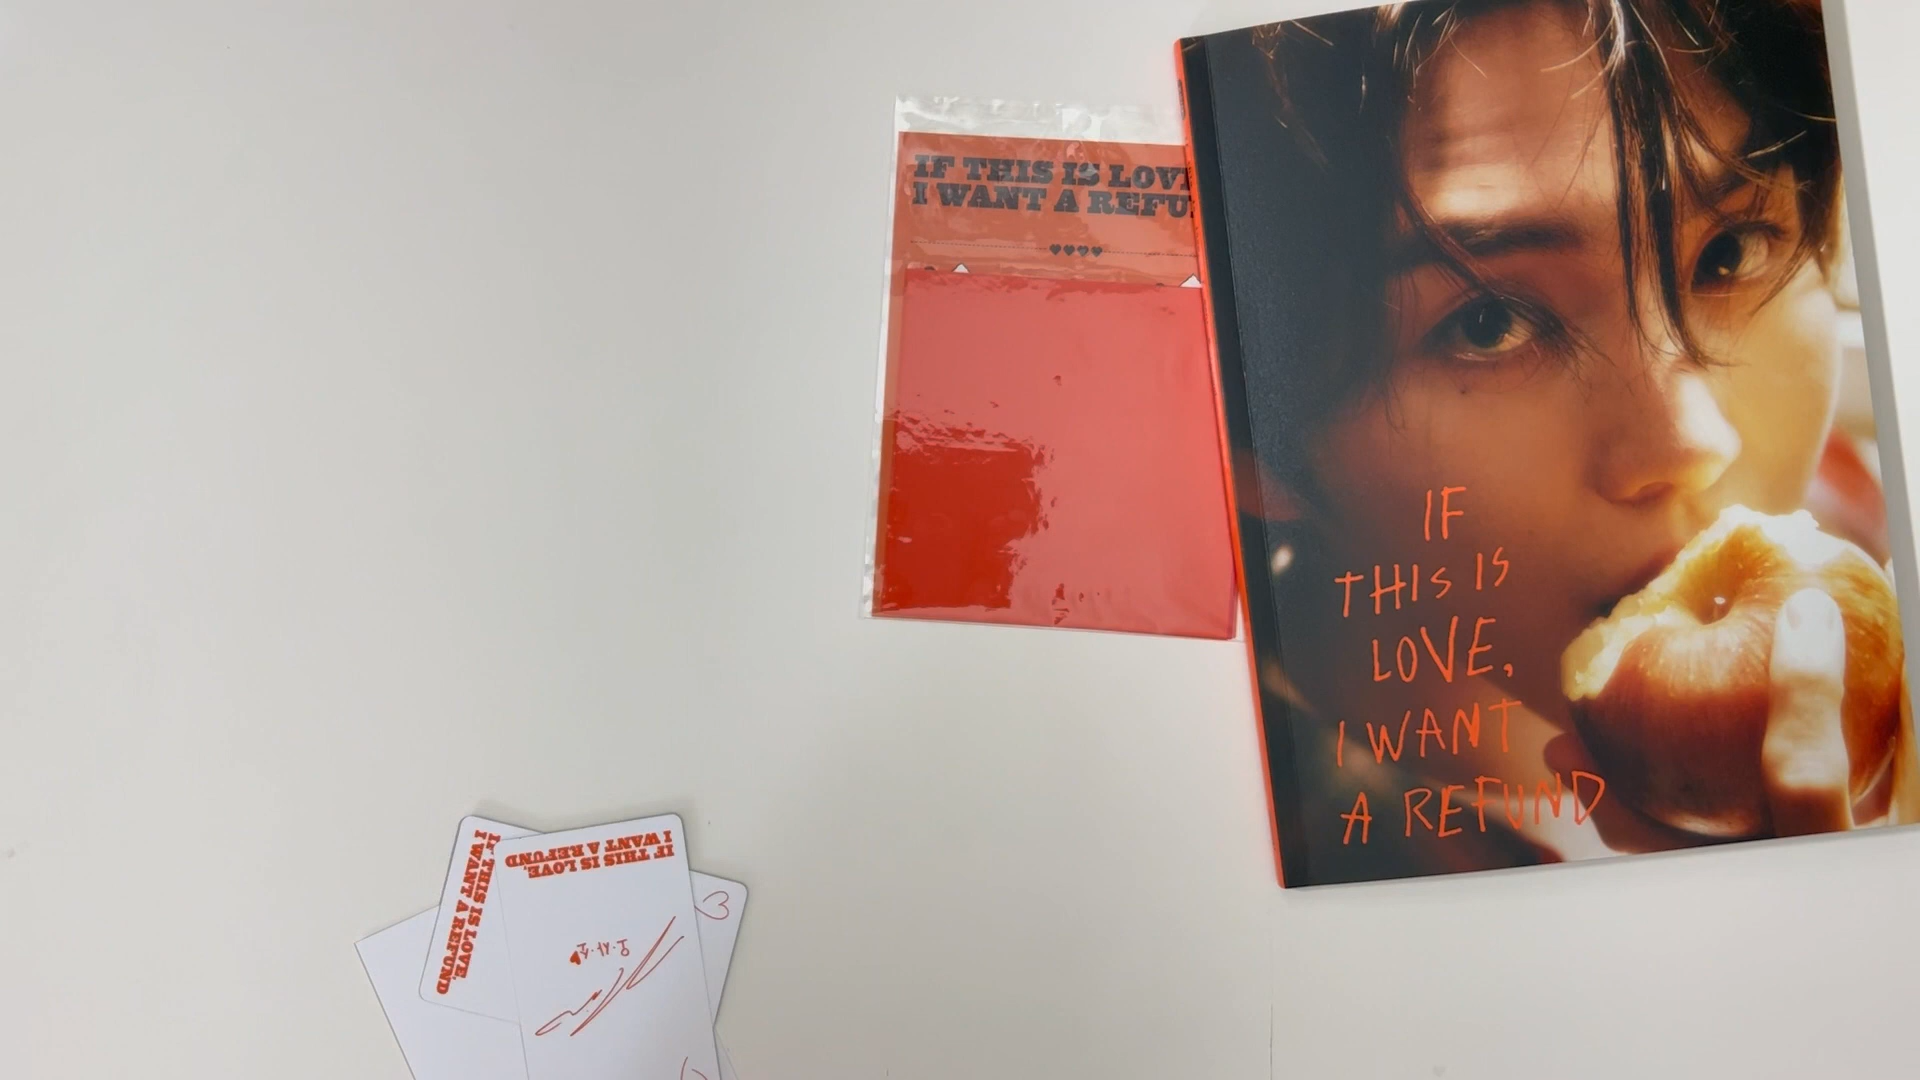 IF THIS IS LOV
I WANT A REFU
IF
THIS IS
LOVE,
I WANT
A REFUND
IF THIS IS LOVE,
I WANT A REFUND
IF THIS IS LOVE,
I WANT A REFUND